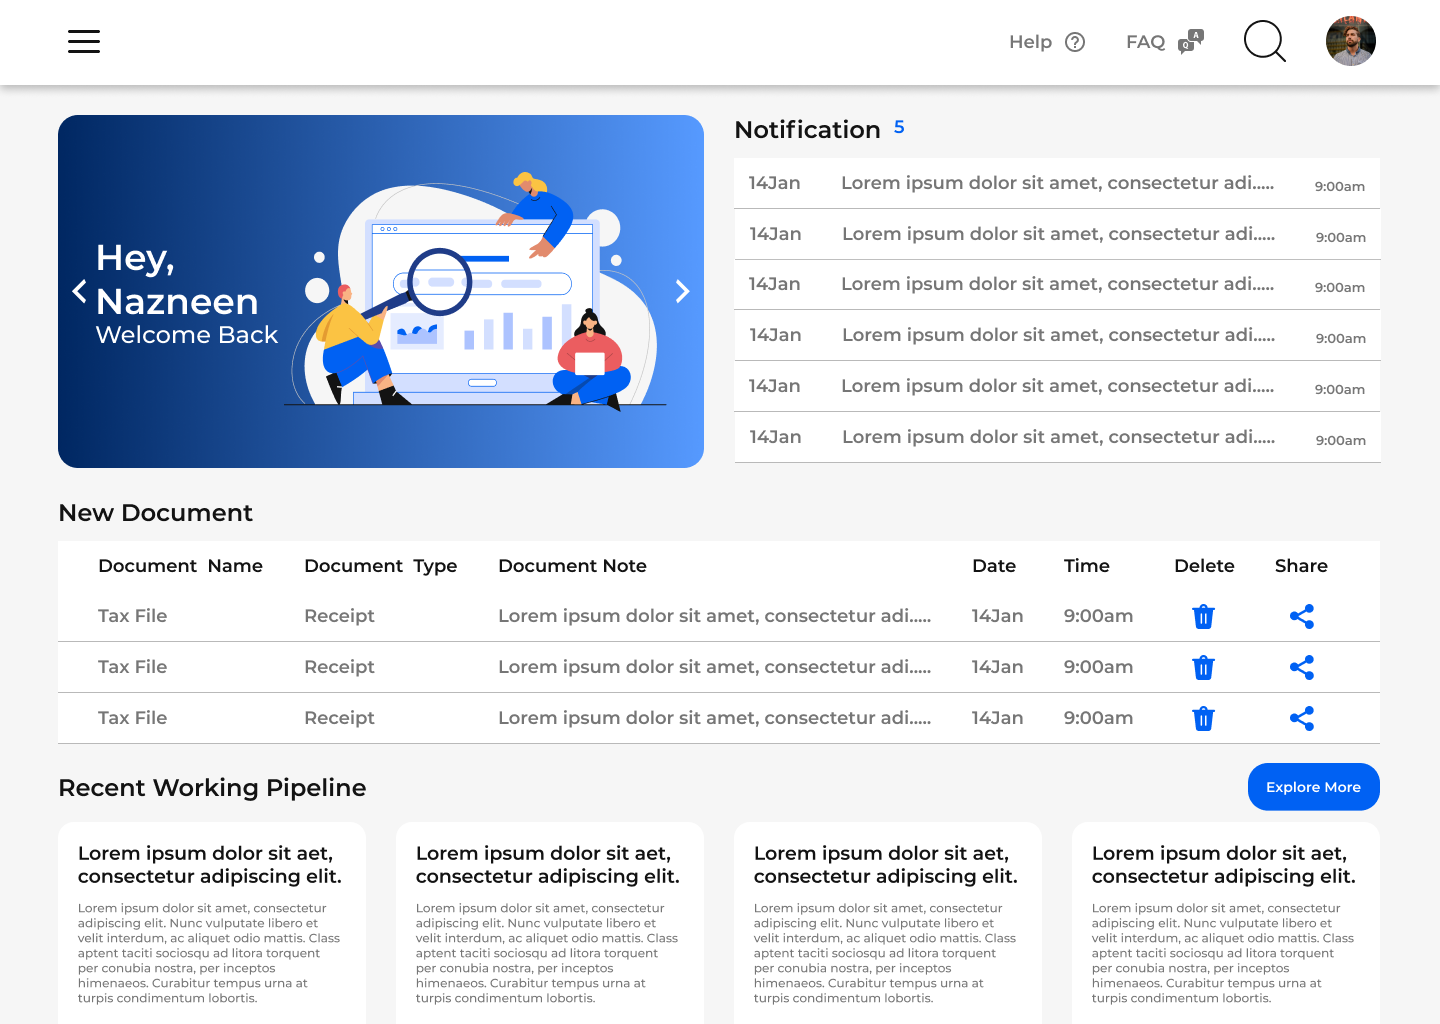 Help
FAQ
A
Q
Hey,
Nazneen
Welcome Back
Notification 5
14Jan Lorem ipsum dolor sit amet, consectetur adi..... 9:00am
14Jan Lorem ipsum dolor sit amet, consectetur adi..... 9:00am
14Jan Lorem ipsum dolor sit amet, consectetur adi..... 9:00am
14Jan Lorem ipsum dolor sit amet, consectetur adi..... 9:00am
14Jan Lorem ipsum dolor sit amet, consectetur adi..... 9:00am
14Jan Lorem ipsum dolor sit amet, consectetur adi..... 9:00am
New Document
Document Name Document Type Document Note Date Time Delete Share
Tax File Receipt Lorem ipsum dolor sit amet, consectetur adi..... 14Jan 9:00am
Tax File Receipt Lorem ipsum dolor sit amet, consectetur adi..... 14Jan 9:00am
Tax File Receipt Lorem ipsum dolor sit amet, consectetur adi..... 14Jan 9:00am
Recent Working Pipeline
Explore More
Lorem ipsum dolor sit aet,
consectetur adipiscing elit.
Lorem ipsum dolor sit amet, consectetur
adipiscing elit. Nunc vulputate libero et
velit interdum, ac aliquet odio mattis. Class
aptent taciti sociosqu ad litora torquent
per conubia nostra, per inceptos
himenaeos. Curabitur tempus urna at
turpis condimentum lobortis.
Lorem ipsum dolor sit aet,
consectetur adipiscing elit.
Lorem ipsum dolor sit amet, consectetur
adipiscing elit. Nunc vulputate libero et
velit interdum, ac aliquet odio mattis. Class
aptent taciti sociosqu ad litora torquent
per conubia nostra, per inceptos
himenaeos. Curabitur tempus urna at
turpis condimentum lobortis.
Lorem ipsum dolor sit aet,
consectetur adipiscing elit.
Lorem ipsum dolor sit amet, consectetur
adipiscing elit. Nunc vulputate libero et
velit interdum, ac aliquet odio mattis. Class
aptent taciti sociosqu ad litora torquent
per conubia nostra, per inceptos
himenaeos. Curabitur tempus urna at
turpis condimentum lobortis.
Lorem ipsum dolor sit aet,
consectetur adipiscing elit.
Lorem ipsum dolor sit amet, consectetur
adipiscing elit. Nunc vulputate libero et
velit interdum, ac aliquet odio mattis. Class
aptent taciti sociosqu ad litora torquent
per conubia nostra, per inceptos
himenaeos. Curabitur tempus urna at
turpis condimentum lobortis.